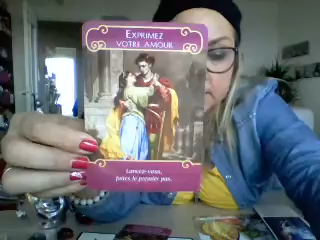 EXPRIMEZ
VOTRE AMOUR
Lancez-vous,
faites le premier pas.